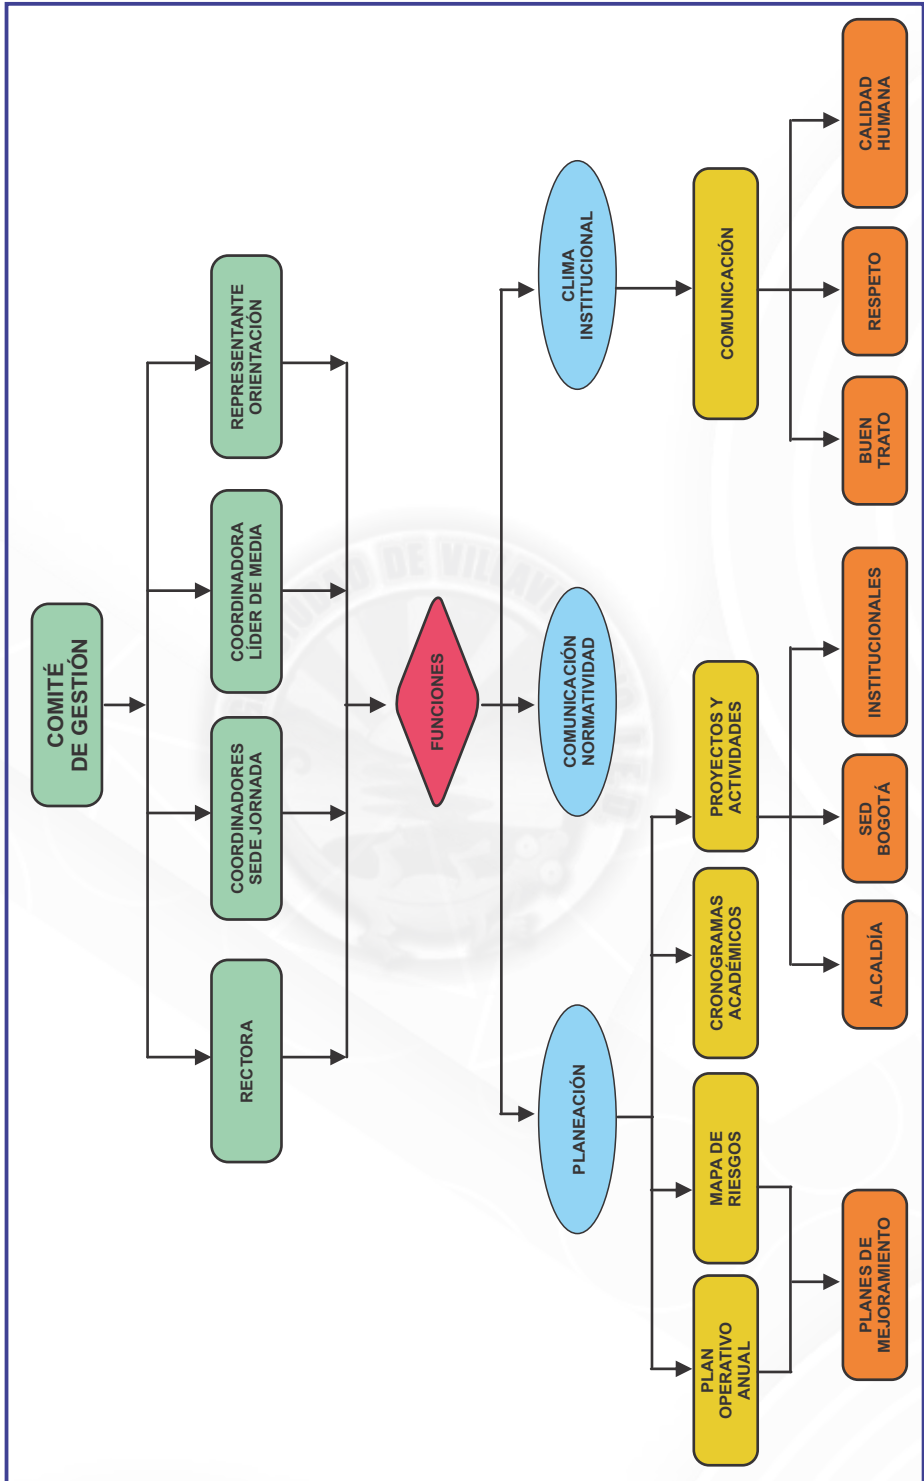 COMITÉ
DE GESTIÓN
RECTORA
COORDINADORES
SEDE JORNADA
COORDINADORA
LÍDER DE MEDIA
REPRESENTANTE
ORIENTACIÓN
FUNCIONES
PLANEACIÓN
COMUNICACIÓN
NORMATIVIDAD
CLIMA
INSTITUCIONAL
PLAN
OPERATIVO
ANUAL
MAPA DE
RIESGOS
CRONOGRAMAS
ACADÉMICOS
PROYECTOS Y
ACTIVIDADES
COMUNICACIÓN
PLANES DE
MEJORAMIENTO
ALCALDÍA
SED
BOGOTÁ
INSTITUCIONALES
BUEN
TRATO
RESPETO
CALIDAD
HUMANA